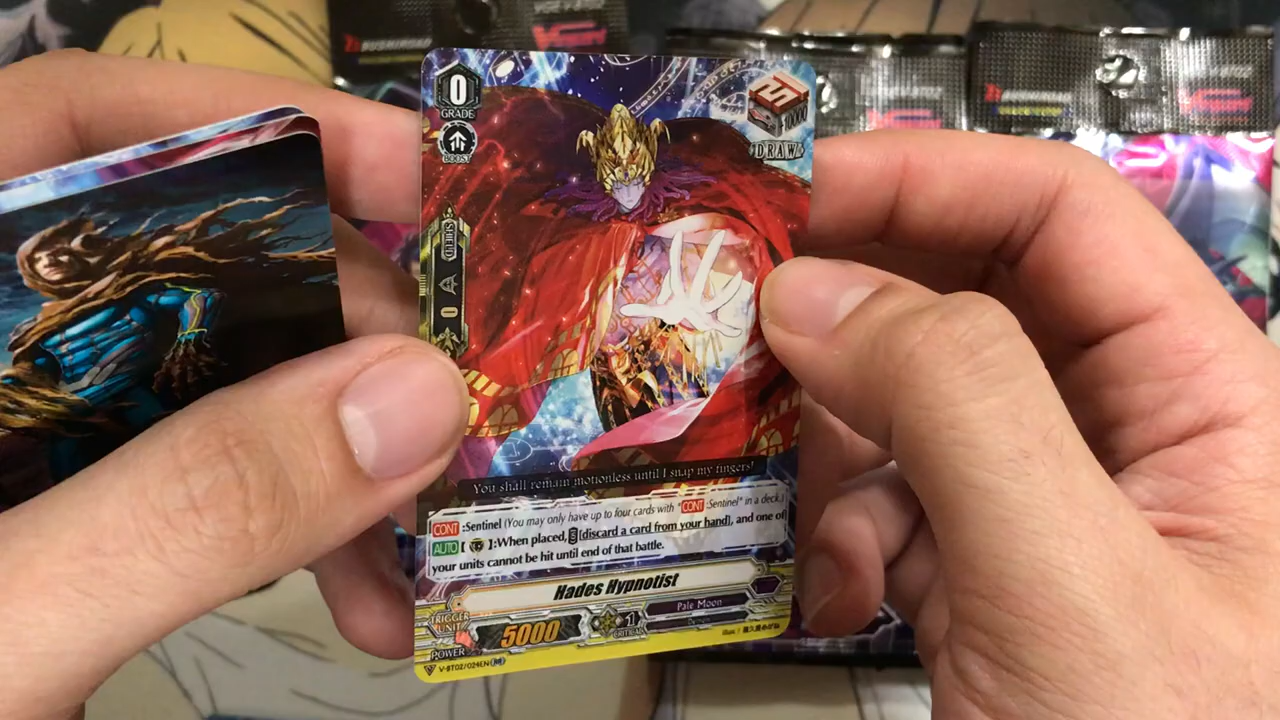 BUSHIROAD
0
GRADE
BOOST
10000
DRAW
SHIELD
0
You shall remain motionless until I snap my fingers!
CONT :Sentinel (You may only have up to four cards with "CONT :Sentinel" in a deck.)
AUTO [ ]:When placed, [discard a card from your hand], and one of
your units cannot be hit until end of that battle.
Hades Hypnotist
TRIGGER
UNIT
Pale Moon
Demon
POWER
5000
1
CRITICAL
V-BT02/024EN RR